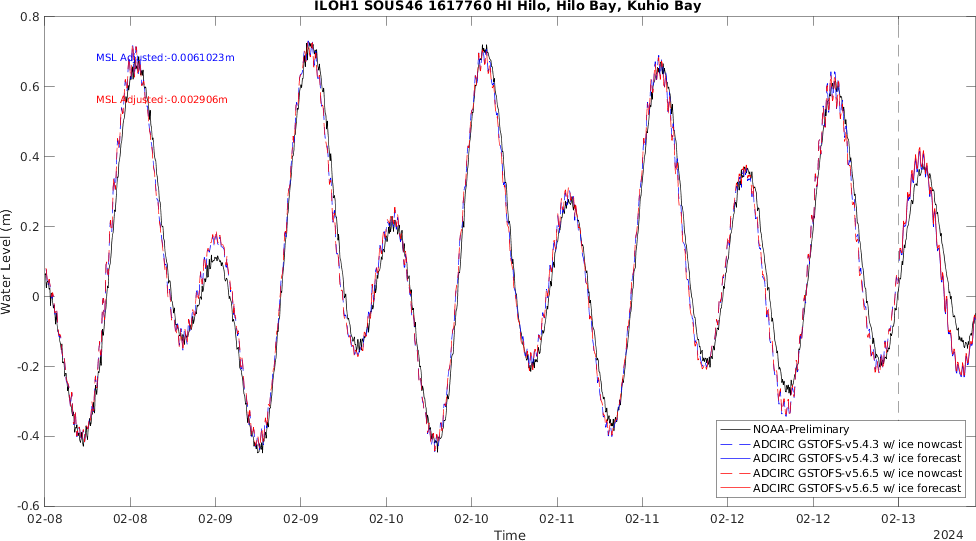 ILOH1 SOUS46 1617760 HI Hilo, Hilo Bay, Kuhio Bay
0.8
MSL Adjusted:-0.0061023m
0.6
MSL Adjusted:-0.002906m
0.4
0.2
0
-0.2
-0.4
-0.6
Water Level (m)
NOAA-Preliminary
ADCIRC GSTOFS-v5.4.3 w/ ice nowcast
ADCIRC GSTOFS-v5.4.3 w/ ice forecast
ADCIRC GSTOFS-v5.6.5 w/ ice nowcast
ADCIRC GSTOFS-v5.6.5 w/ ice forecast
02-08 02-08 02-09 02-09 02-10 02-10 02-11 02-11 02-12 02-12 02-13
Time
2024